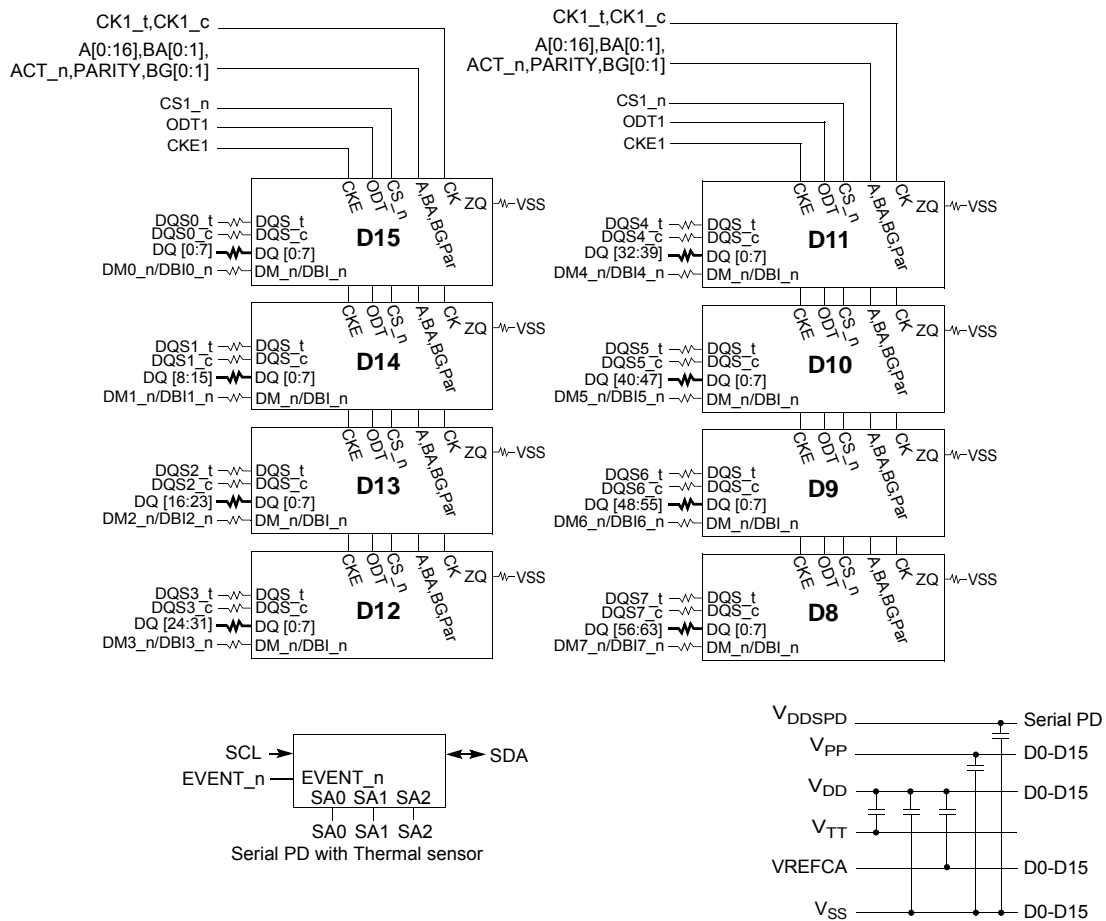 CK1_t,CK1_c
A[0:16],BA[0:1],
ACT_n,PARITY,BG[0:1]
CS1_n
ODT1
CKE1
CKE
ODT
CS_n
A,BA,BG,Par
CK
ZQ
VSS
DQS0_t
DQS_t
DQS0_c
DQS_c
D15
DQ [0:7]
DQ [0:7]
DM0_n/DBI0_n
DM_n/DBI_n
CKE
ODT
CS_n
A,BA,BG,Par
CK
ZQ
VSS
DQS1_t
DQS_t
DQS1_c
DQS_c
D14
DQ [8:15]
DQ [0:7]
DM1_n/DBI1_n
DM_n/DBI_n
CKE
ODT
CS_n
A,BA,BG,Par
CK
ZQ
VSS
DQS2_t
DQS_t
DQS2_c
DQS_c
D13
DQ [16:23]
DQ [0:7]
DM2_n/DBI2_n
DM_n/DBI_n
CKE
ODT
CS_n
A,BA,BG,Par
CK
ZQ
VSS
DQS3_t
DQS_t
DQS3_c
DQS_c
D12
DQ [24:31]
DQ [0:7]
DM3_n/DBI3_n
DM_n/DBI_n
CK1_t,CK1_c
A[0:16],BA[0:1],
ACT_n,PARITY,BG[0:1]
CS1_n
ODT1
CKE1
CKE
ODT
CS_n
A,BA,BG,Par
CK
ZQ
VSS
DQS4_t
DQS_t
DQS4_c
DQS_c
D11
DQ [32:39]
DQ [0:7]
DM4_n/DBI4_n
DM_n/DBI_n
CKE
ODT
CS_n
A,BA,BG,Par
CK
ZQ
VSS
DQS5_t
DQS_t
DQS5_c
DQS_c
D10
DQ [40:47]
DQ [0:7]
DM5_n/DBI5_n
DM_n/DBI_n
CKE
ODT
CS_n
A,BA,BG,Par
CK
ZQ
VSS
DQS6_t
DQS_t
DQS6_c
DQS_c
D9
DQ [48:55]
DQ [0:7]
DM6_n/DBI6_n
DM_n/DBI_n
CKE
ODT
CS_n
A,BA,BG,Par
CK
ZQ
VSS
DQS7_t
DQS_t
DQS7_c
DQS_c
D8
DQ [56:63]
DQ [0:7]
DM7_n/DBI7_n
DM_n/DBI_n
SCL
SDA
EVENT_n
EVENT_n
SA0 SA1 SA2
SA0 SA1 SA2
Serial PD with Thermal sensor
VDDSPD
Serial PD
VPP
D0-D15
VDD
D0-D15
VTT
VREFCA
D0-D15
VSS
D0-D15